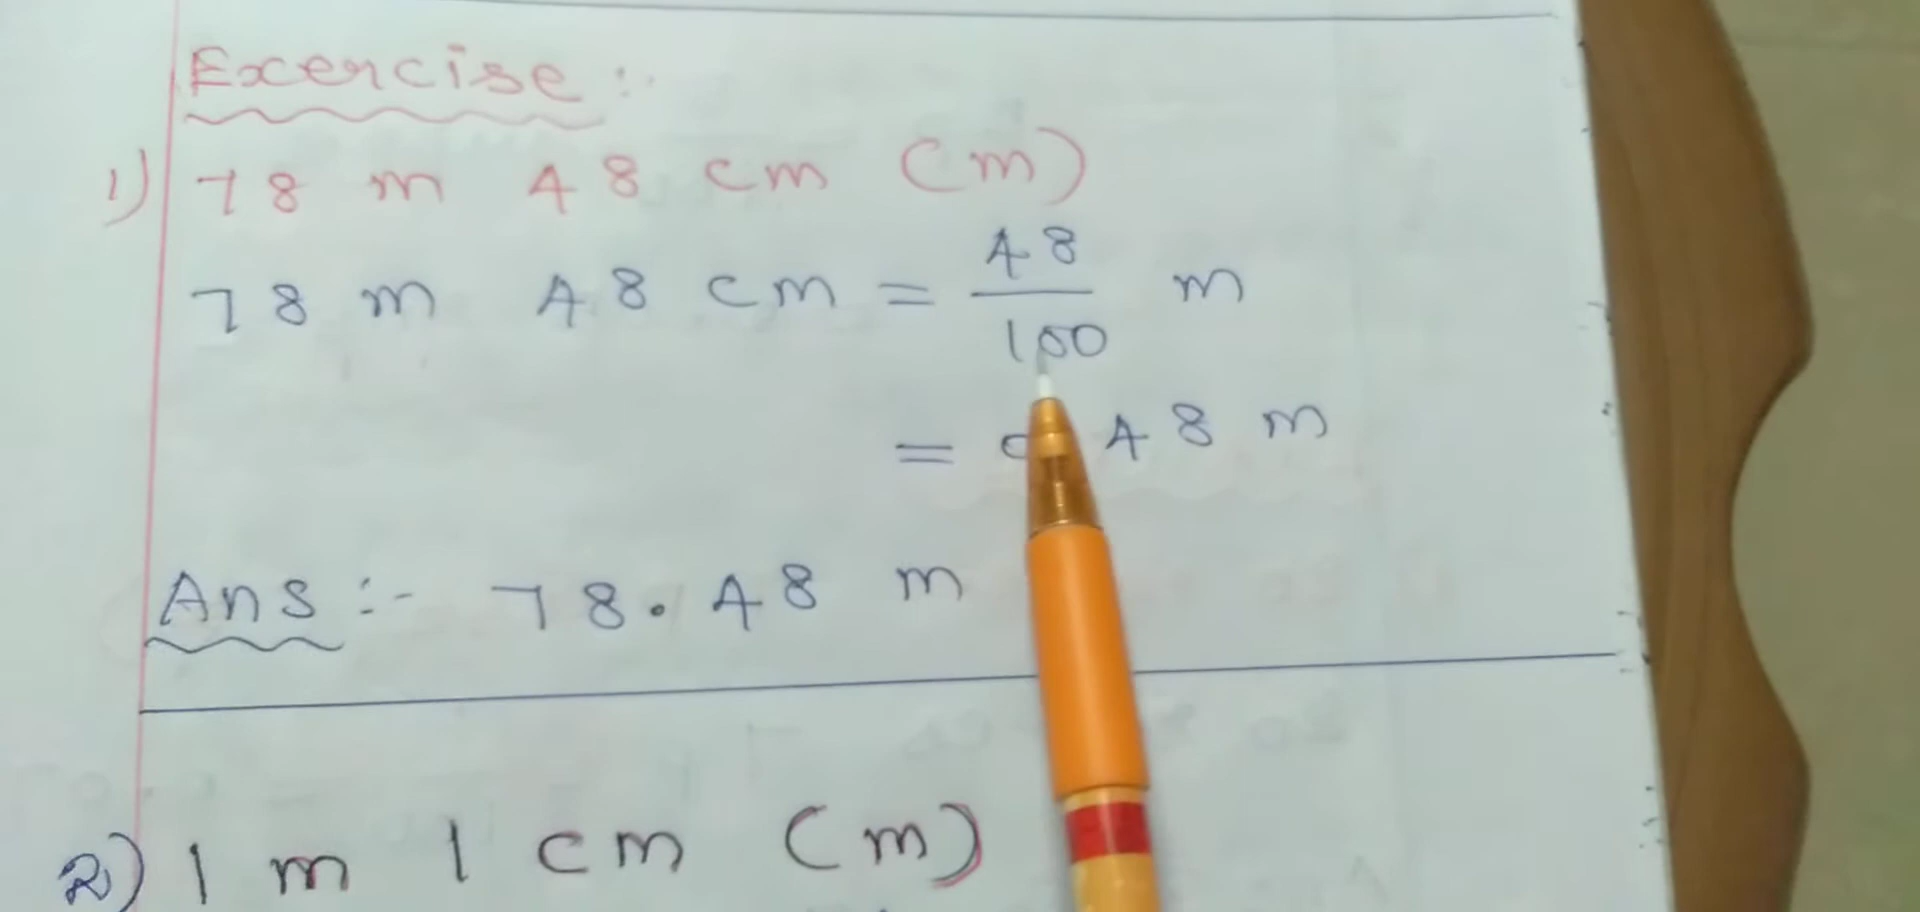 Exercise :-
1) 78 m 48 cm (m)
78 m 48 cm = 48/100 m
= 48 m
Ans :- 78.48 m
2) 1 m 1 cm (m)